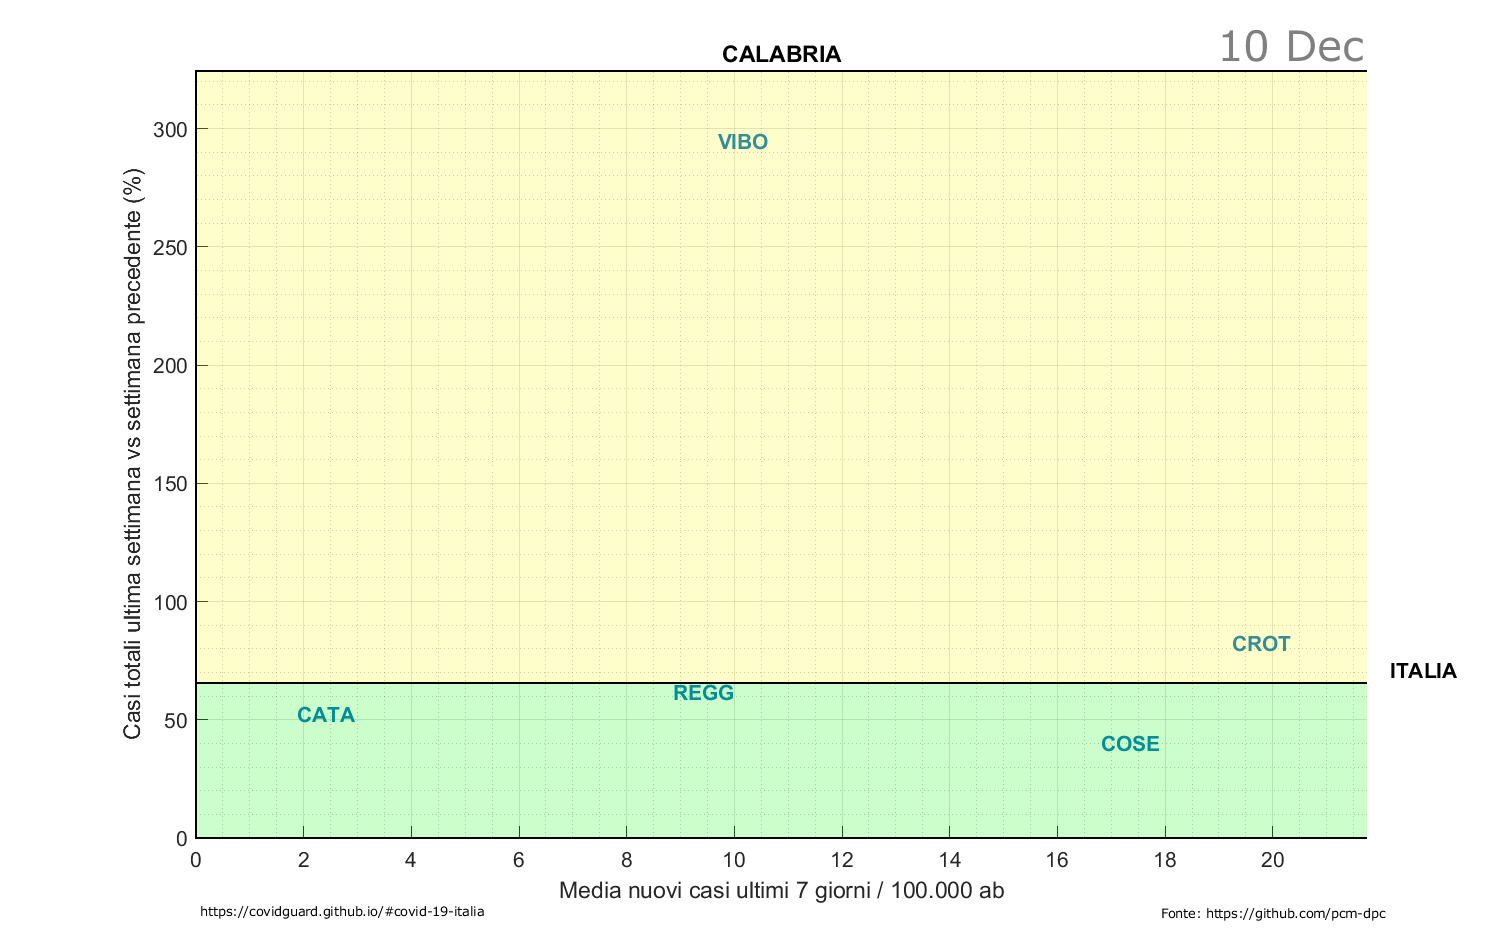 CALABRIA
10 Dec
Casi totali ultima settimana vs settimana precedente (%)
300
250
200
150
100
50
0
VIBO
CROT
ITALIA
REGG
CATA
COSE
0 2 4 6 8 10 12 14 16 18 20
Media nuovi casi ultimi 7 giorni / 100.000 ab
https://covidguard.github.io/#covid-19-italia
Fonte: https://github.com/pcm-dpc